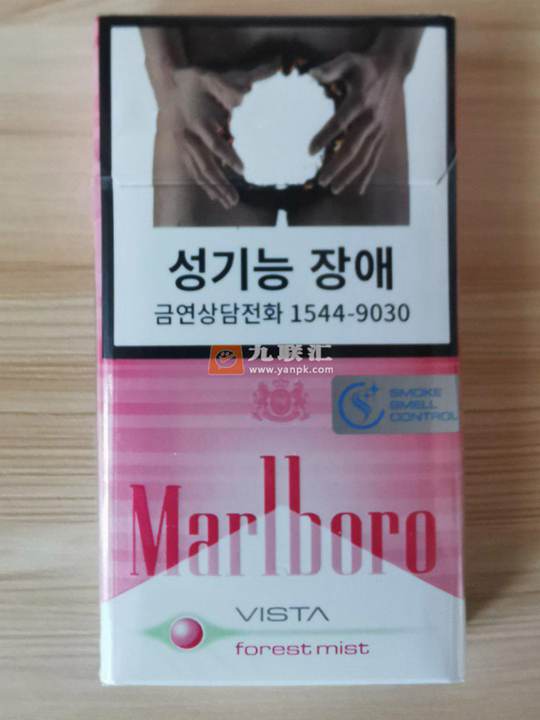 성기능 장애
금연상담전화 1544-9030
九联汇
www.yanpk.com
SMOKE
SMELL
CONTROL
Marlboro
VISTA
forest mist